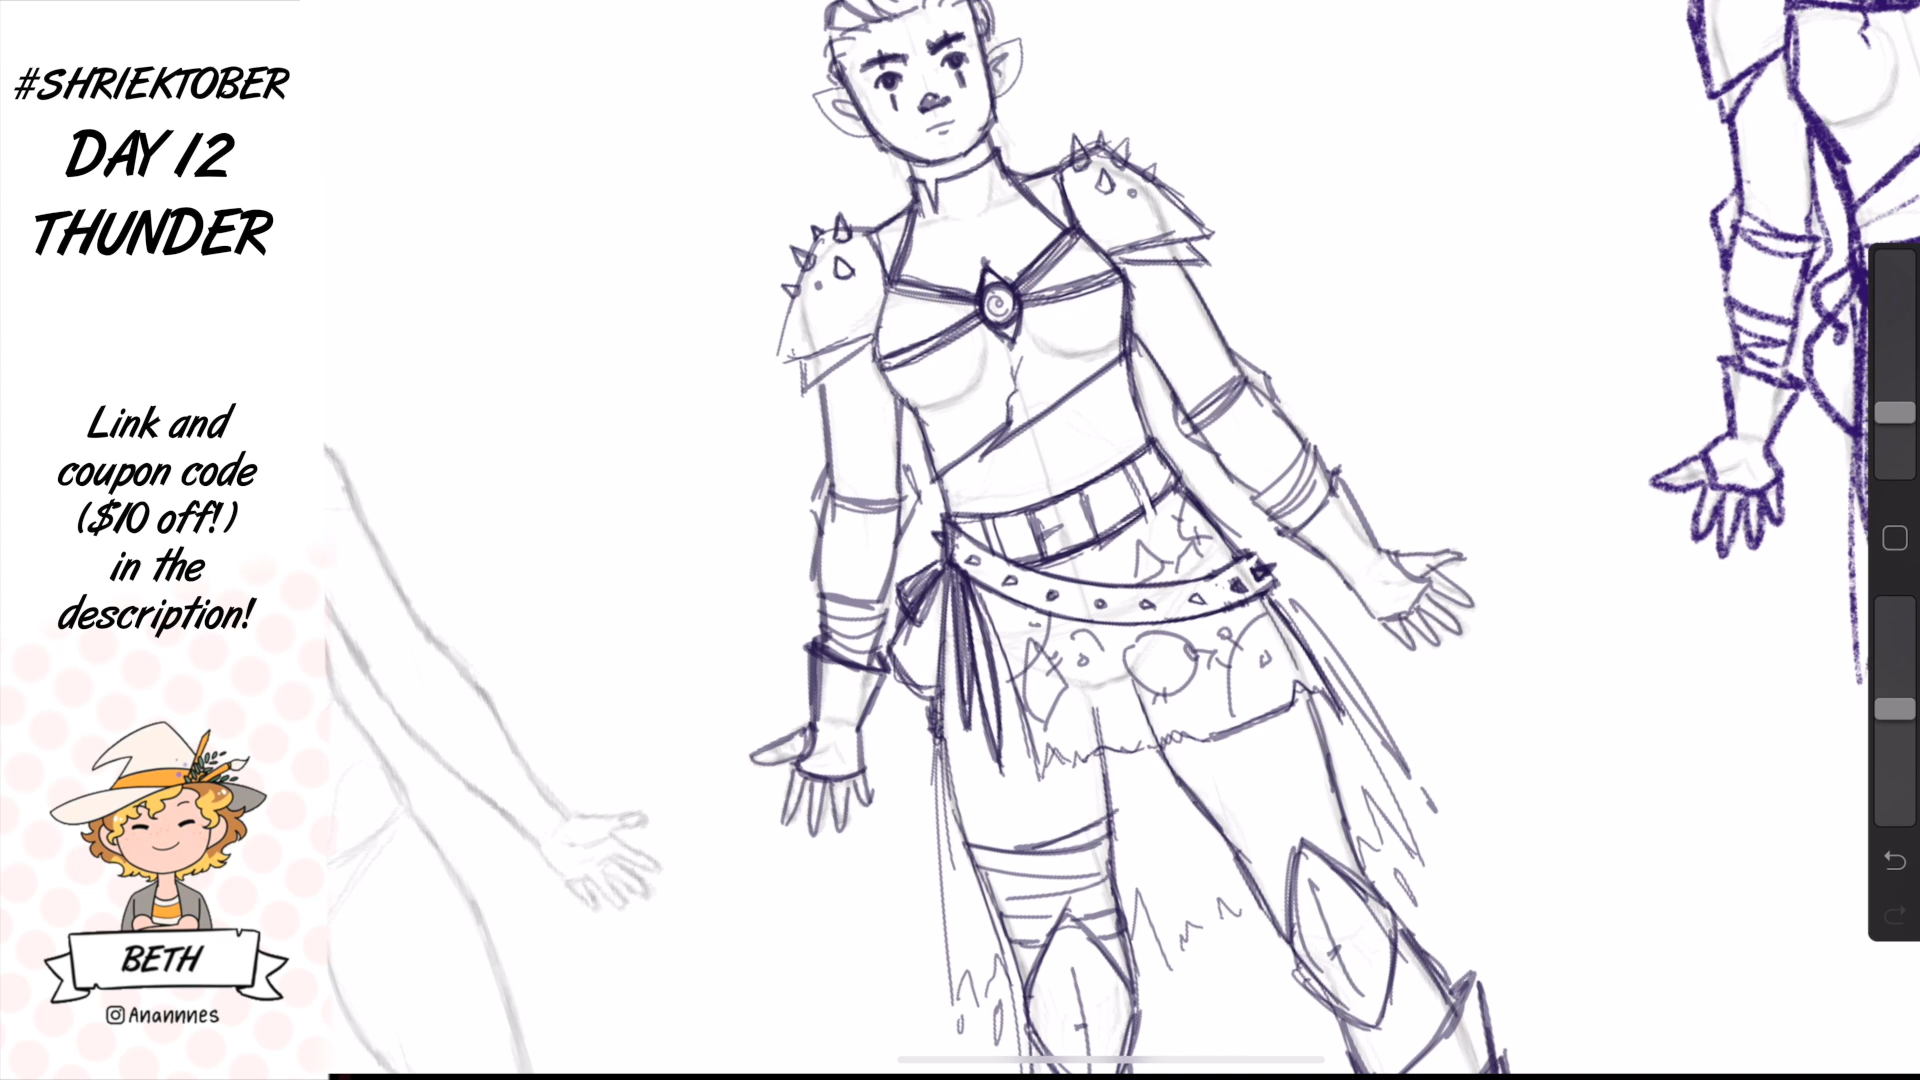 #SHRIEKTOBER
DAY 12
THUNDER
Link and
coupon code
($10 off!)
in the
description!
BETH
Anannnes